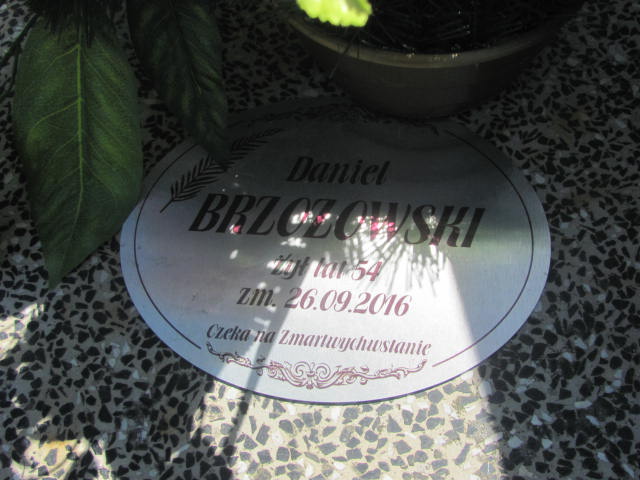 Daniel
BRZOZOWSKI
Żył lat 54
zm. 26.09.2016
Czeka na Zmartwychwstanie